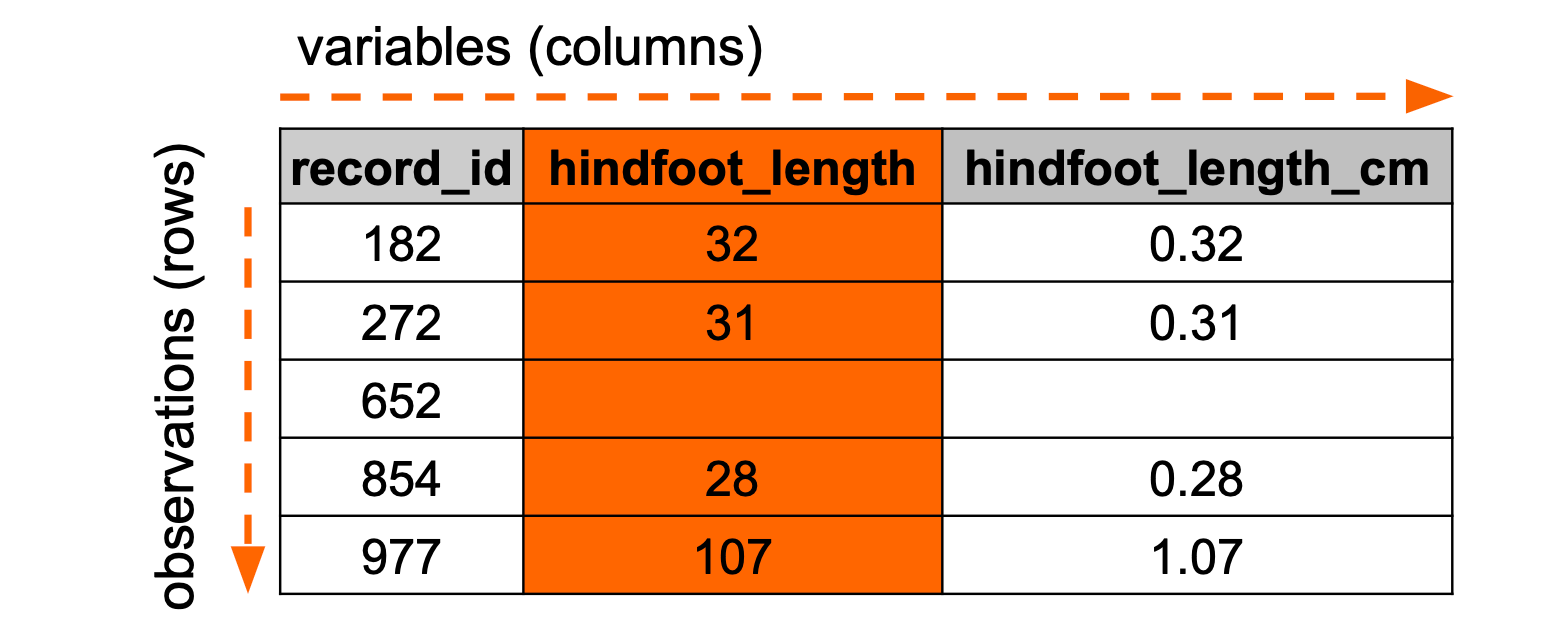 variables (columns)
observations (rows)
record_id hindfoot_length hindfoot_length_cm
182 32 0.32
272 31 0.31
652
854 28 0.28
977 107 1.07